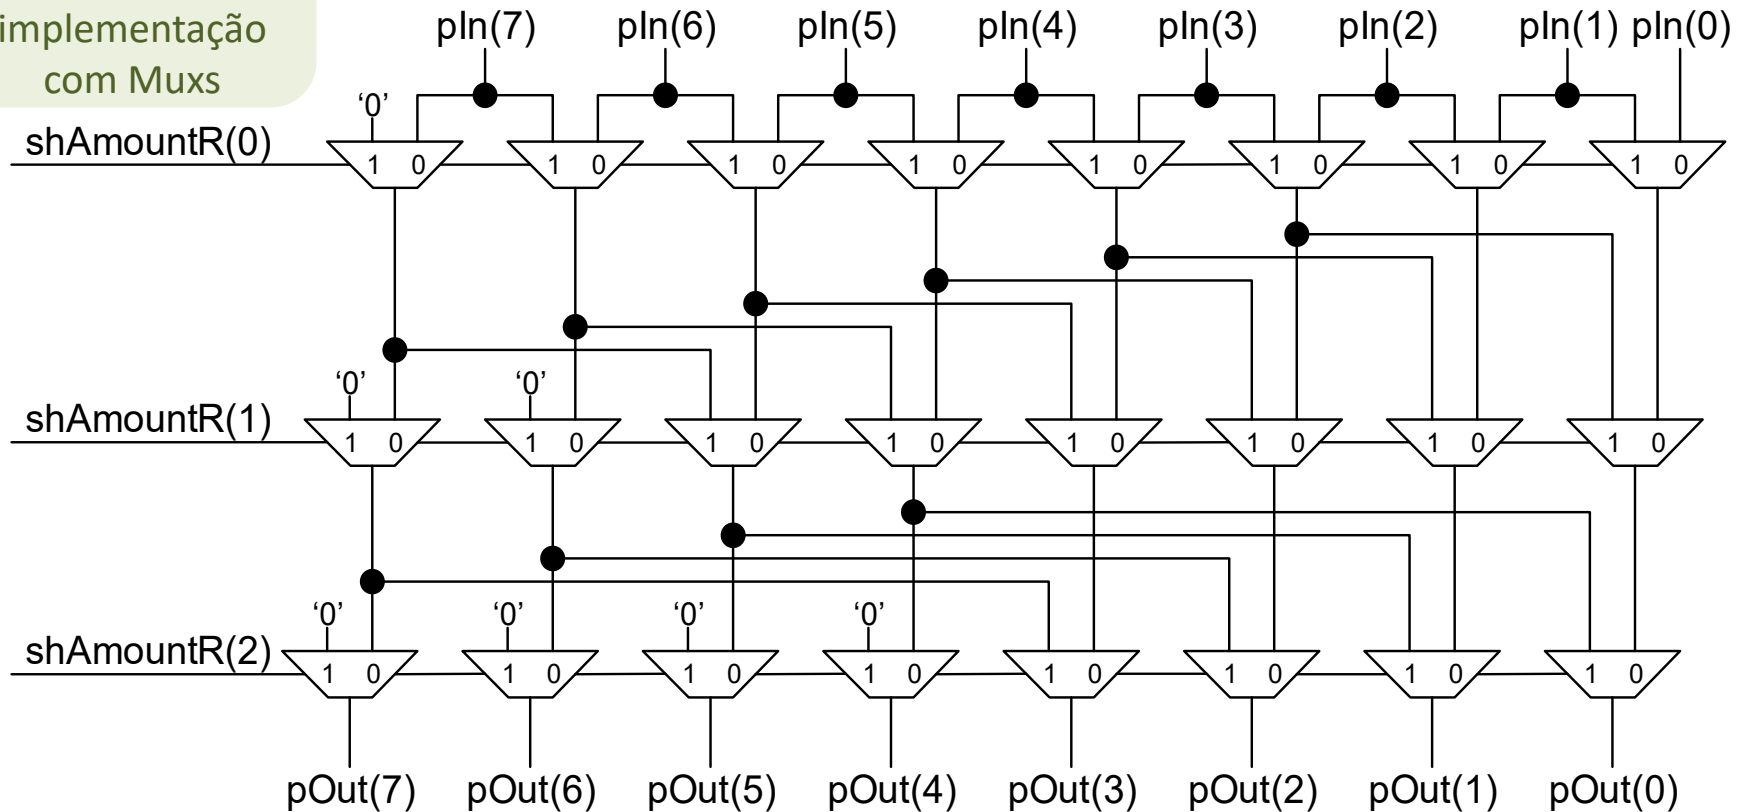 implementação
com Muxs
pIn(7) pIn(6) pIn(5) pIn(4) pIn(3) pIn(2) pIn(1) pIn(0)
‘0’
shAmountR(0)
1 0 1 0 1 0 1 0 1 0 1 0 1 0 1 0
‘0’ ‘0’
shAmountR(1)
1 0 1 0 1 0 1 0 1 0 1 0 1 0 1 0
‘0’ ‘0’ ‘0’ ‘0’
shAmountR(2)
1 0 1 0 1 0 1 0 1 0 1 0 1 0 1 0
pOut(7) pOut(6) pOut(5) pOut(4) pOut(3) pOut(2) pOut(1) pOut(0)